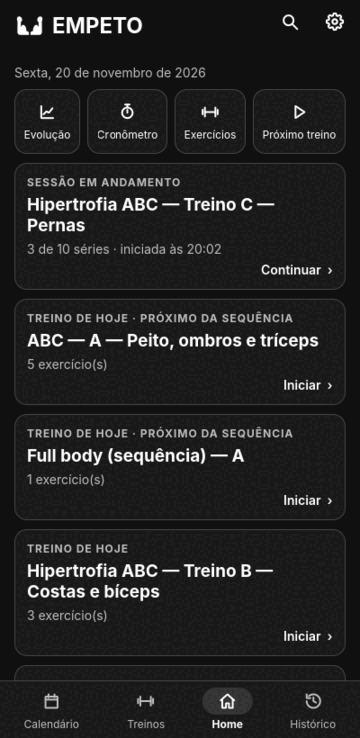 EMPETO
Sexta, 20 de novembro de 2026
Evolução
Cronômetro
Exercícios
Próximo treino
SESSÃO EM ANDAMENTO
Hipertrofia ABC — Treino C —
Pernas
3 de 10 séries · iniciada às 20:02
Continuar ›
TREINO DE HOJE · PRÓXIMO DA SEQUÊNCIA
ABC — A — Peito, ombros e tríceps
5 exercício(s)
Iniciar ›
TREINO DE HOJE · PRÓXIMO DA SEQUÊNCIA
Full body (sequência) — A
1 exercício(s)
Iniciar ›
TREINO DE HOJE
Hipertrofia ABC — Treino B —
Costas e bíceps
3 exercício(s)
Iniciar ›
Calendário
Treinos
Home
Histórico